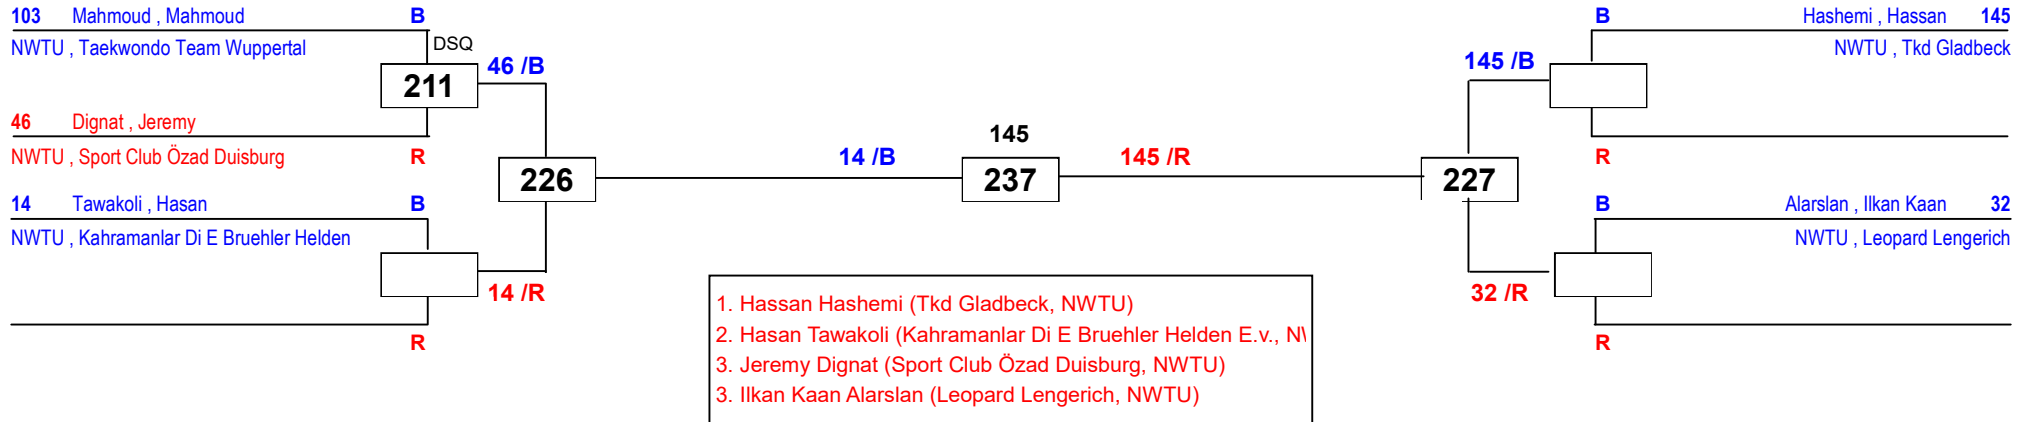 103 Mahmoud , Mahmoud B
NWTU , Taekwondo Team Wuppertal
DSQ
211
46 /B
46 Dignat , Jeremy
NWTU , Sport Club Özad Duisburg R
14 Tawakoli , Hasan B
NWTU , Kahramanlar Di E Bruehler Helden
14 /R
R
226
14 /B
145
237
145 /R
227
B Hashemi , Hassan 145
NWTU , Tkd Gladbeck
145 /B
R
B Alarslan , Ilkan Kaan 32
NWTU , Leopard Lengerich
32 /R
R
1. Hassan Hashemi (Tkd Gladbeck, NWTU)
2. Hasan Tawakoli (Kahramanlar Di E Bruehler Helden E.v.,
3. Jeremy Dignat (Sport Club Özad Duisburg, NWTU)
3. Ilkan Kaan Alarslan (Leopard Lengerich, NWTU)